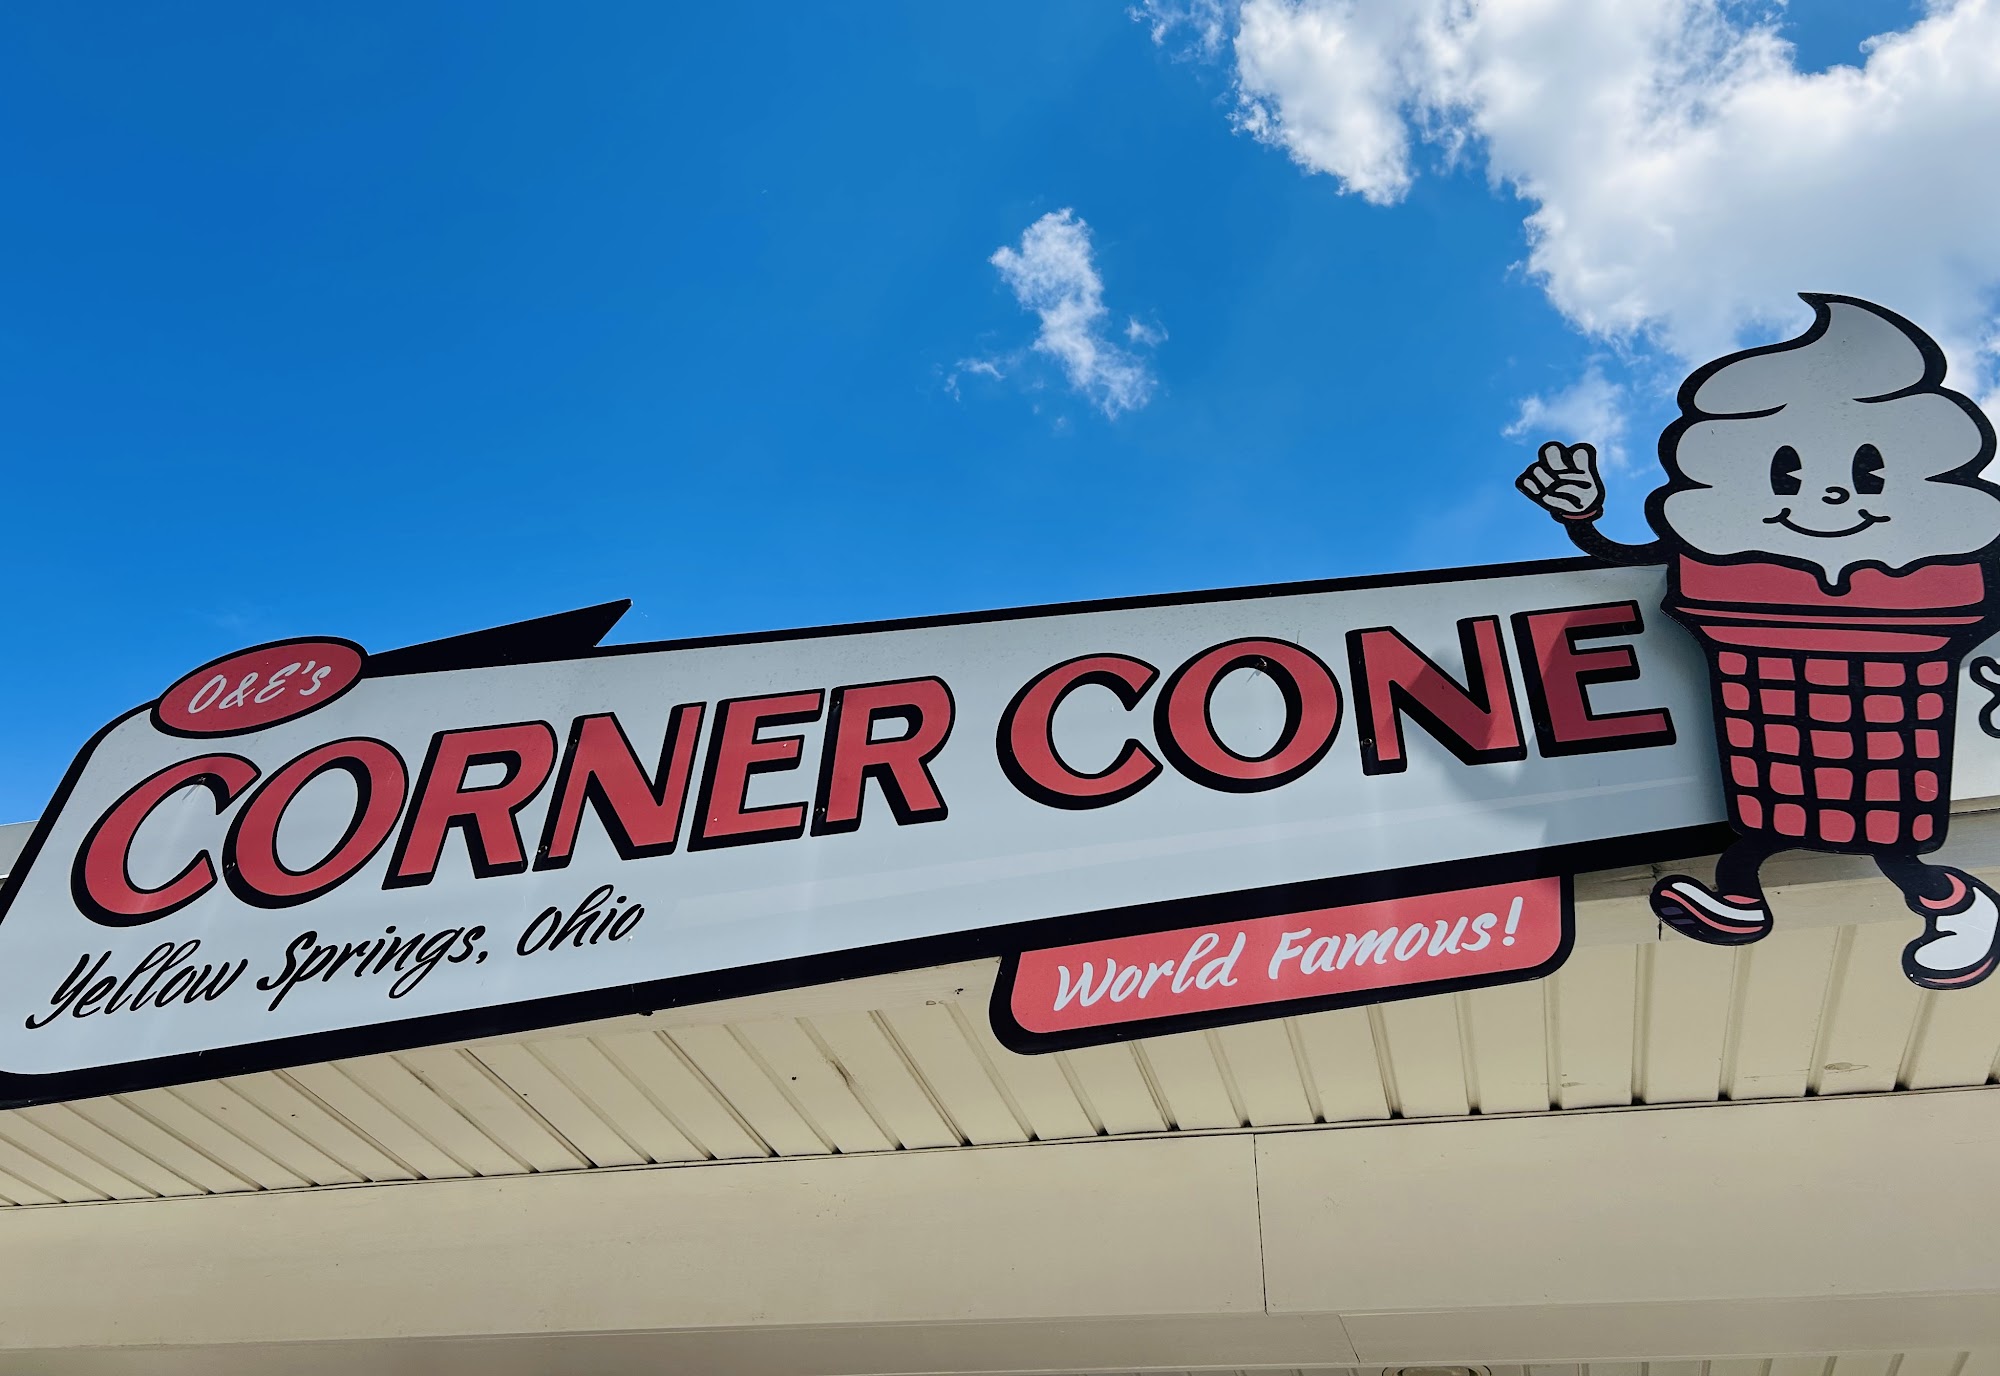 O&E's
CORNER CONE
Yellow Springs, Ohio
World Famous!